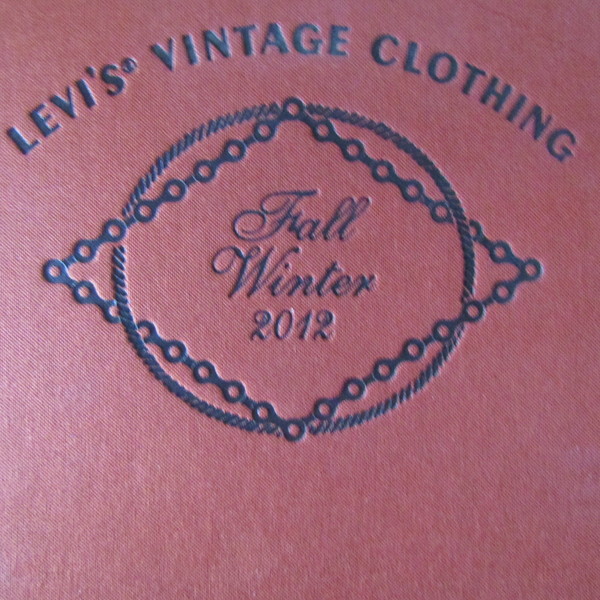 LEVI'S® VINTAGE CLOTHING
Fall
Winter
2012